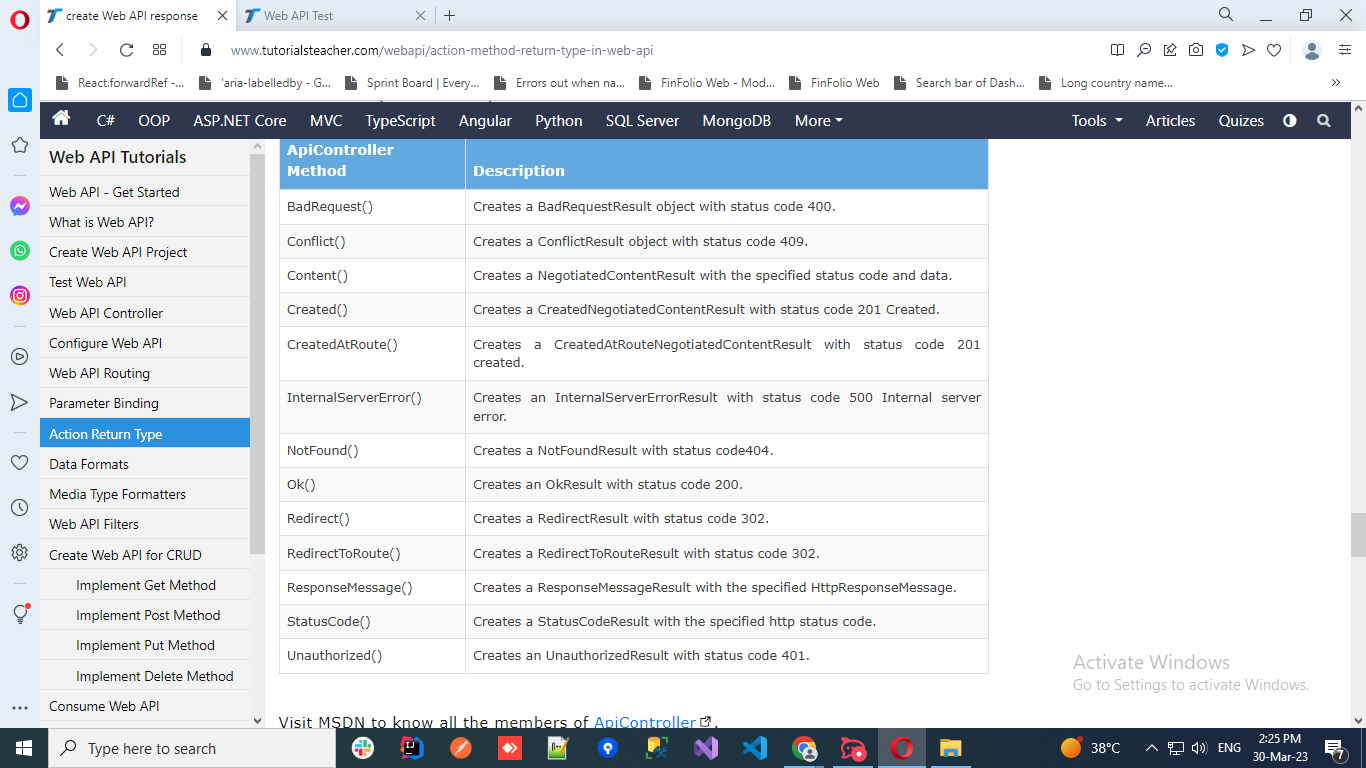 create Web API response
Web API Test
www.tutorialsteacher.com/webapi/action-method-return-type-in-web-api
React.forwardRef -...
'aria-labelledby - G...
Sprint Board | Every...
Errors out when na...
FinFolio Web - Mod...
FinFolio Web
Search bar of Dash...
Long country name...
C#
OOP
ASP.NET Core
MVC
TypeScript
Angular
Python
SQL Server
MongoDB
More
Tools
Articles
Quizes
Web API Tutorials
Web API - Get Started
What is Web API?
Create Web API Project
Test Web API
Web API Controller
Configure Web API
Web API Routing
Parameter Binding
Action Return Type
Data Formats
Media Type Formatters
Web API Filters
Create Web API for CRUD
Implement Get Method
Implement Post Method
Implement Put Method
Implement Delete Method
Consume Web API
ApiController
Method
Description
BadRequest()
Creates a BadRequestResult object with status code 400.
Conflict()
Creates a ConflictResult object with status code 409.
Content()
Creates a NegotiatedContentResult with the specified status code and data.
Created()
Creates a CreatedNegotiatedContentResult with status code 201 Created.
CreatedAtRoute()
Creates a CreatedAtRouteNegotiatedContentResult with status code 201
created.
InternalServerError()
Creates an InternalServerErrorResult with status code 500 Internal server
error.
NotFound()
Creates a NotFoundResult with status code404.
Ok()
Creates an OkResult with status code 200.
Redirect()
Creates a RedirectResult with status code 302.
RedirectToRoute()
Creates a RedirectToRouteResult with status code 302.
ResponseMessage()
Creates a ResponseMessageResult with the specified HttpResponseMessage.
StatusCode()
Creates a StatusCodeResult with the specified http status code.
Unauthorized()
Creates an UnauthorizedResult with status code 401.
Visit MSDN to know all the members of ApiController.
Activate Windows
Go to Settings to activate Windows.
Type here to search
38°C
ENG
2:25 PM
30-Mar-23
7